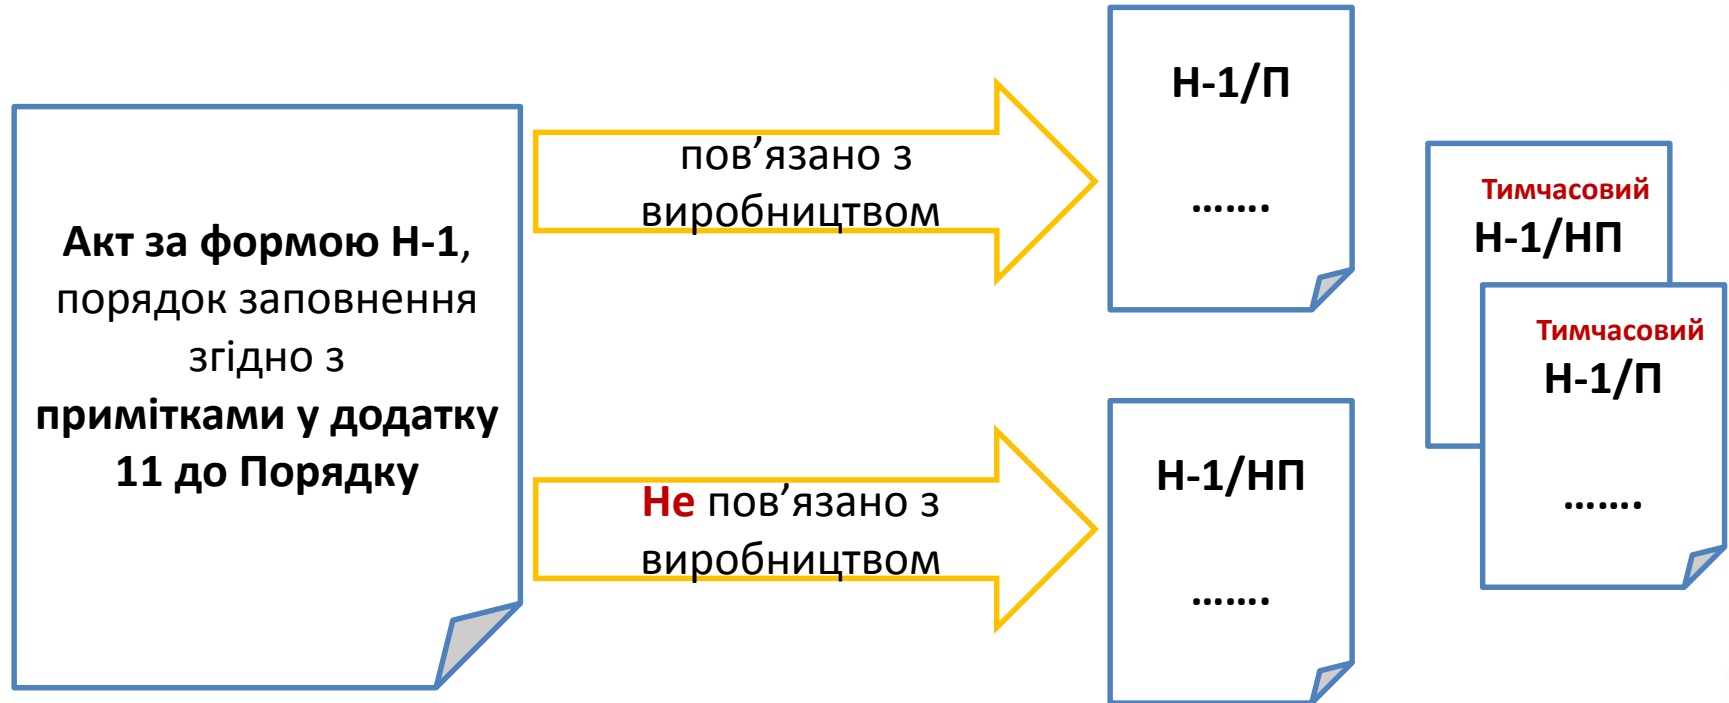 Акт за формою Н-1,
порядок заповнення
згідно з
примітками у додатку
11 до Порядку
пов’язано з
виробництвом
Не пов’язано з
виробництвом
Н-1/П
…….
Н-1/НП
…….
Тимчасовий
Н-1/НП
Тимчасовий
Н-1/П
…….